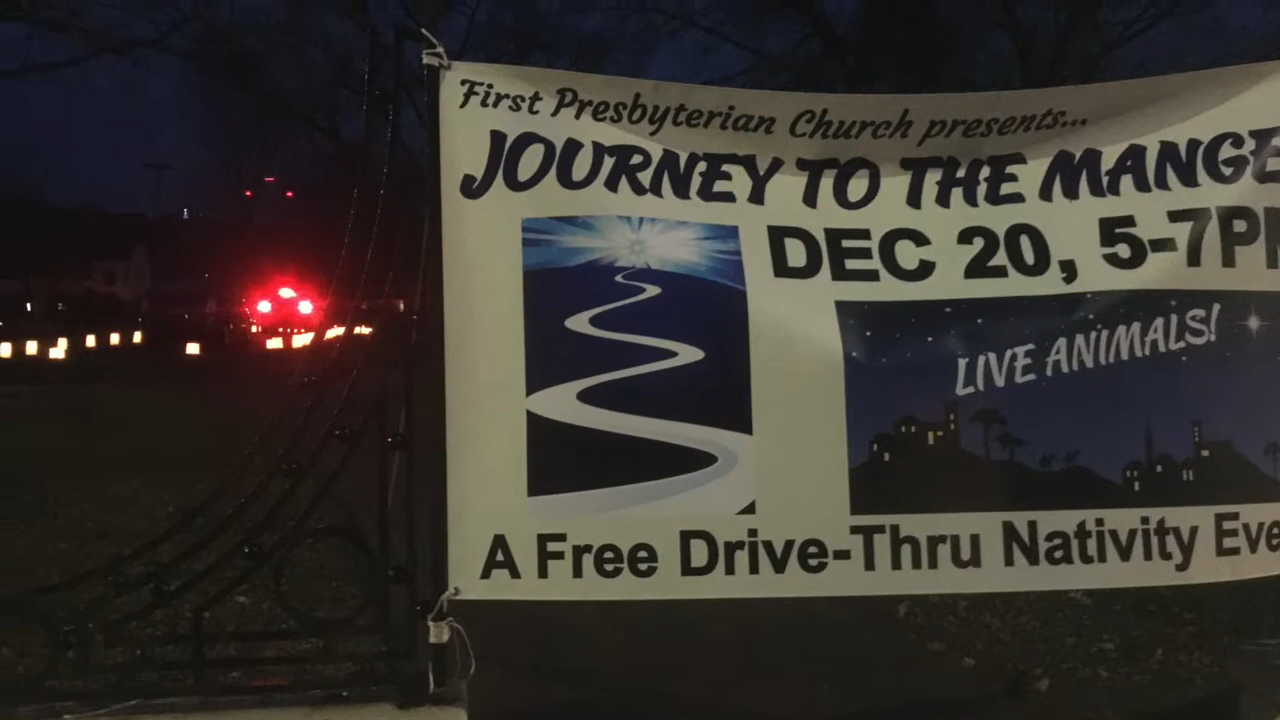 First Presbyterian Church presents...
JOURNEY TO THE MANGE
DEC 20, 5-7P
LIVE ANIMALS!
A Free Drive-Thru Nativity Eve